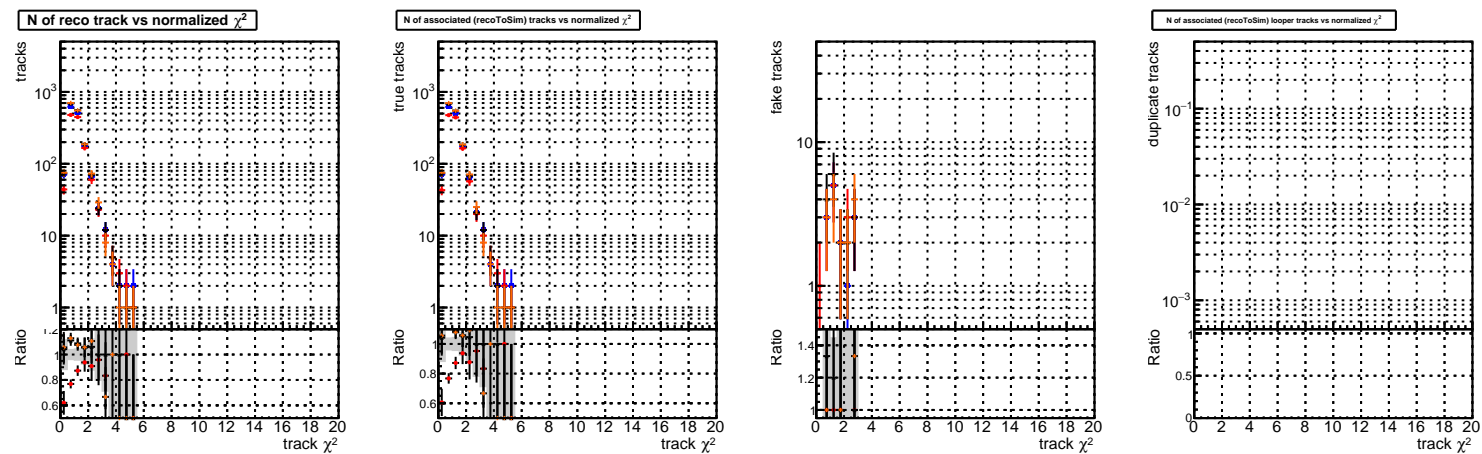 N of reco track vs normalized χ²
tracks
10³
10²
10
1
Ratio
1.2
1
0.8
0.6
0 2 4 6 8 10 12 14 16 18 20
track χ²
N of associated (recoToSim) tracks vs normalized χ²
true tracks
10³
10²
10
1
Ratio
1
0.8
0.6
0 2 4 6 8 10 12 14 16 18 20
track χ²
fake tracks
10
1
Ratio
1.4
1.2
1
0 2 4 6 8 10 12 14 16 18 20
track χ²
N of associated (recoToSim) looper tracks vs normalized χ²
duplicate tracks
10⁻¹
10⁻²
10⁻³
Ratio
1
0.5
0
0 2 4 6 8 10 12 14 16 18 20
track χ²